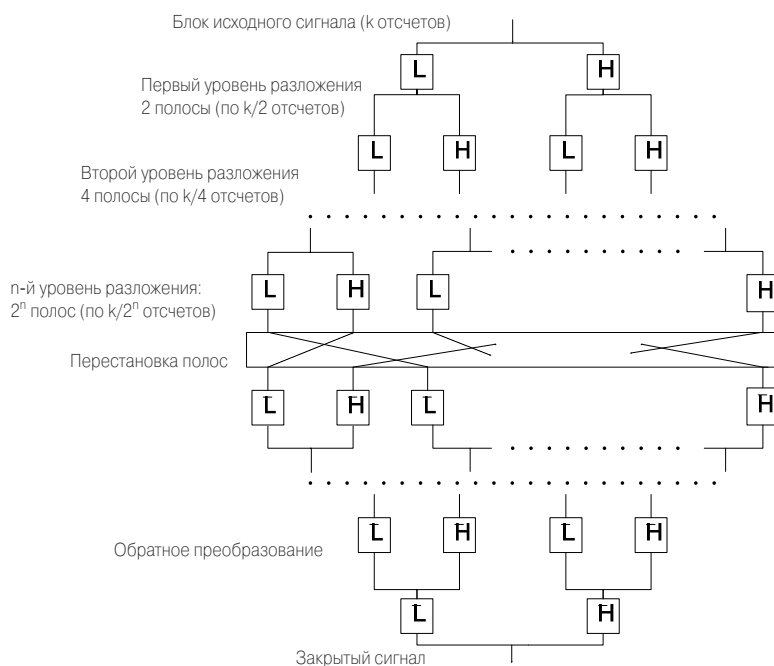 Блок исходного сигнала (k отсчетов)
L H
Первый уровень разложения
2 полосы (по k/2 отсчетов)
L H L H
Второй уровень разложения
4 полосы (по k/4 отсчетов)
n-й уровень разложения:
2ⁿ полос (по k/2ⁿ отсчетов)
L H L H
Перестановка полос
L H L H
L H L H
Обратное преобразование
L H
Закрытый сигнал